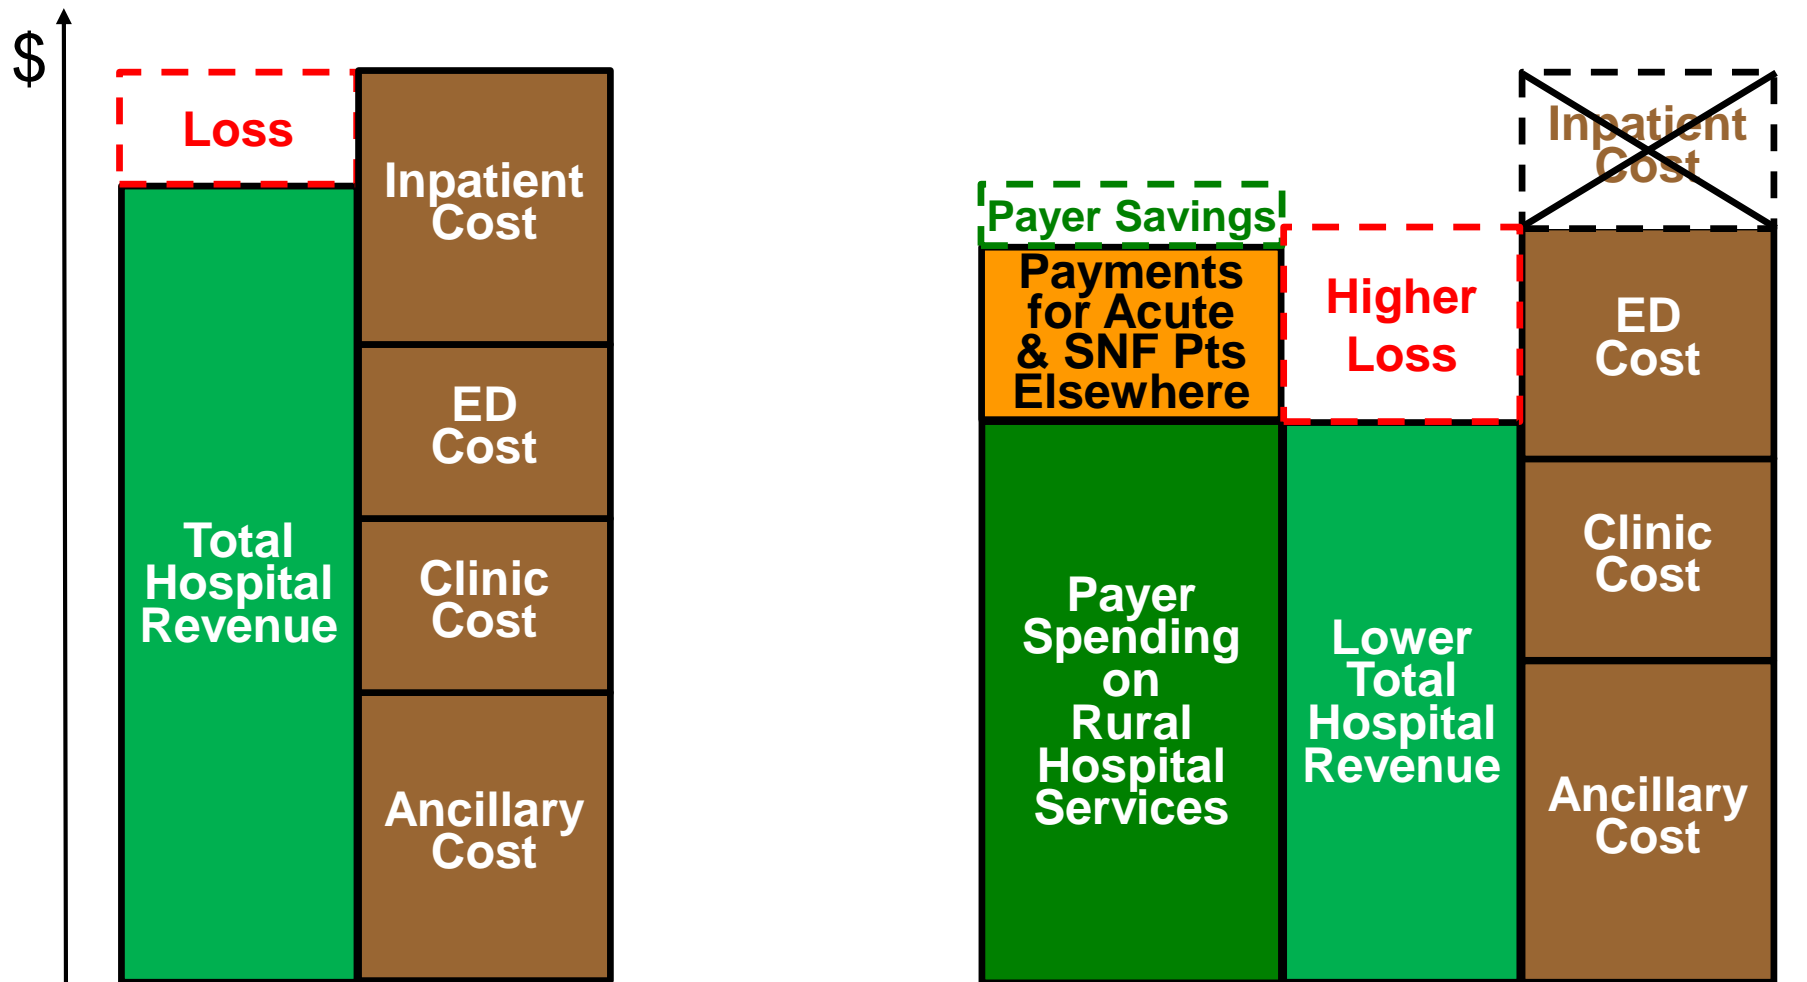 $
Loss
Total
Hospital
Revenue
Inpatient
Cost
ED
Cost
Clinic
Cost
Ancillary
Cost
Payer Savings
Payments
for Acute
& SNF Pts
Elsewhere
Payer
Spending
on
Rural
Hospital
Services
Higher
Loss
Lower
Total
Hospital
Revenue
Inpatient
Cost
ED
Cost
Clinic
Cost
Ancillary
Cost